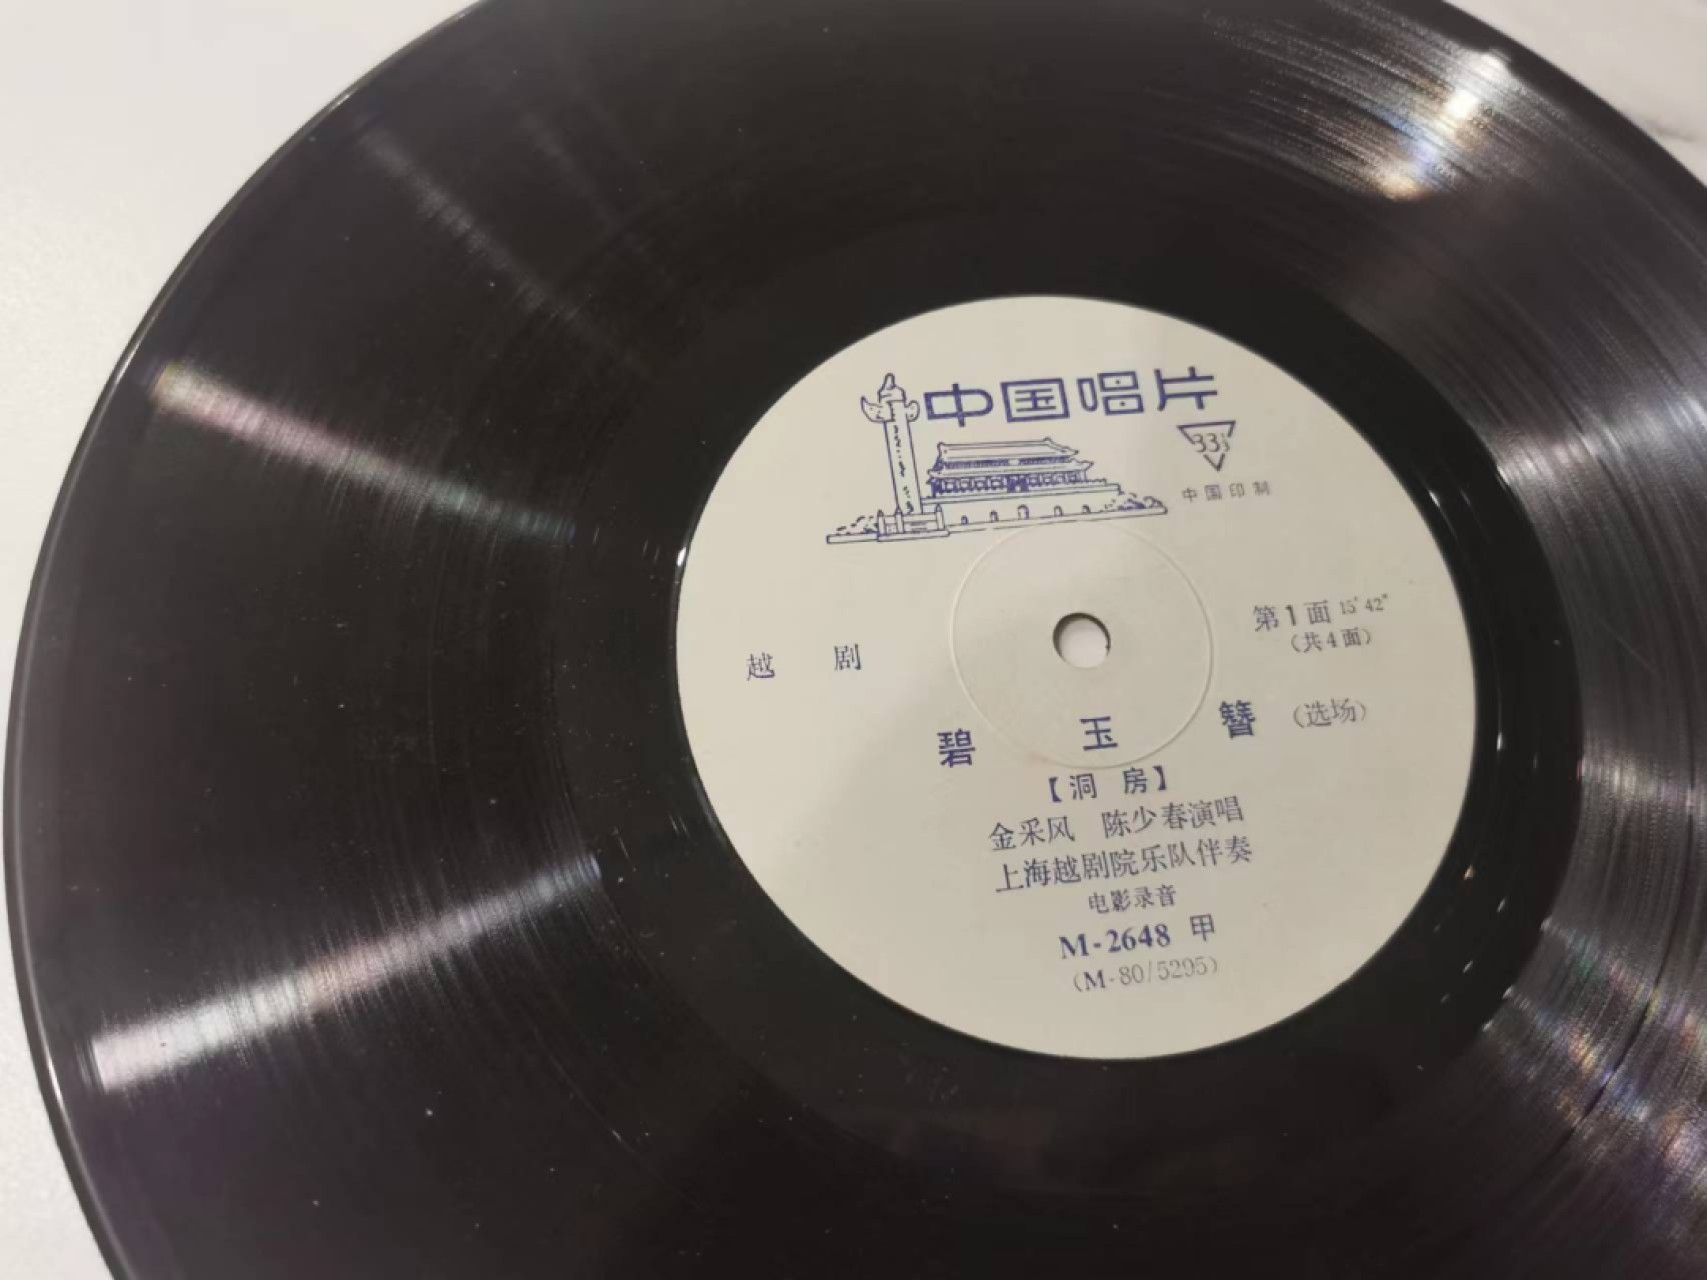 中国唱片
33⅓
中国印制
第1面 15′42″
(共4面)
越剧
碧玉簪 (选场)
【洞房】
金采风 陈少春演唱
上海越剧院乐队伴奏
电影录音
M-2648 甲
(M-80/5295)